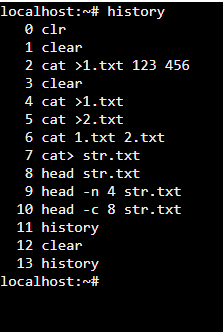 localhost:~# history
0 clr
1 clear
2 cat >1.txt 123 456
3 clear
4 cat >1.txt
5 cat >2.txt
6 cat 1.txt 2.txt
7 cat> str.txt
8 head str.txt
9 head -n 4 str.txt
10 head -c 8 str.txt
11 history
12 clear
13 history
localhost:~#